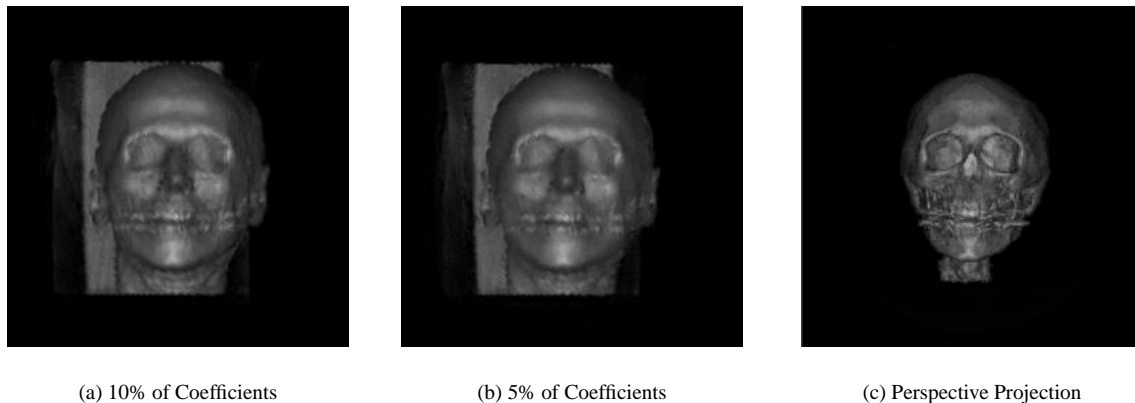 (a) 10% of Coefficients
(b) 5% of Coefficients
(c) Perspective Projection